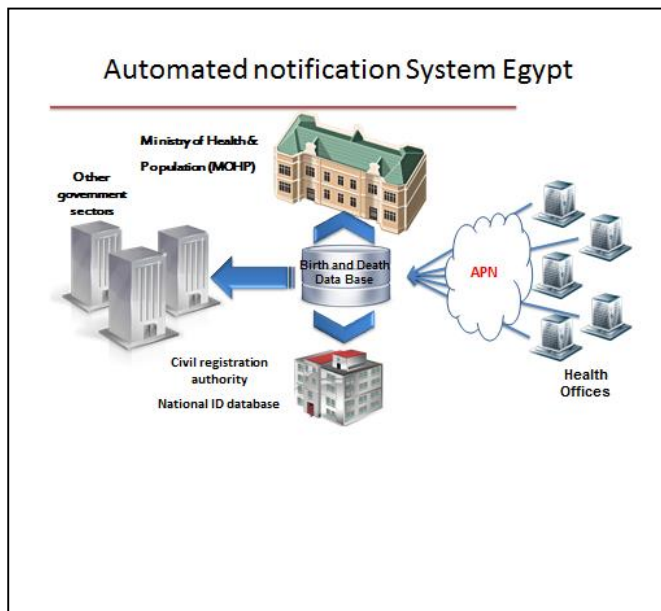 Automated notification System Egypt
Ministry of Health &
Population (MOHP)
Other
government
sectors
Birth and Death
Data Base
APN
Civil registration
authority
National ID database
Health
Offices